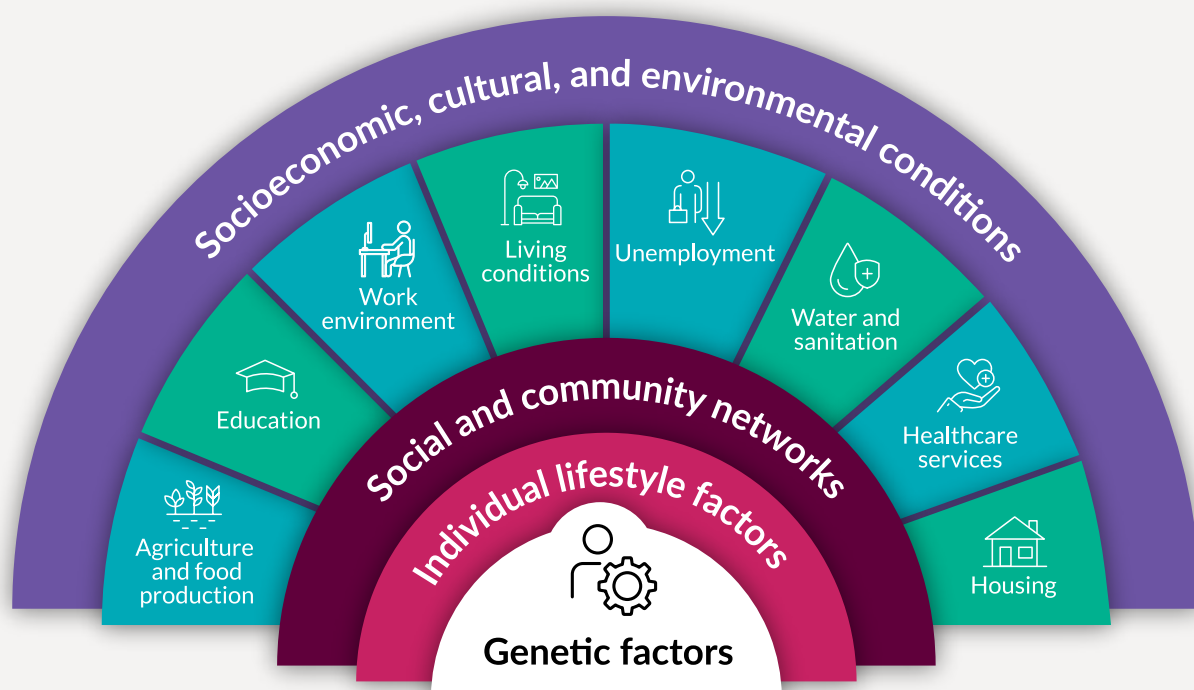 Socioeconomic, cultural, and environmental conditions
Agriculture
and food
production
Education
Work
environment
Living
conditions
Unemployment
Water and
sanitation
Healthcare
services
Housing
Social and community networks
Individual lifestyle factors
Genetic factors